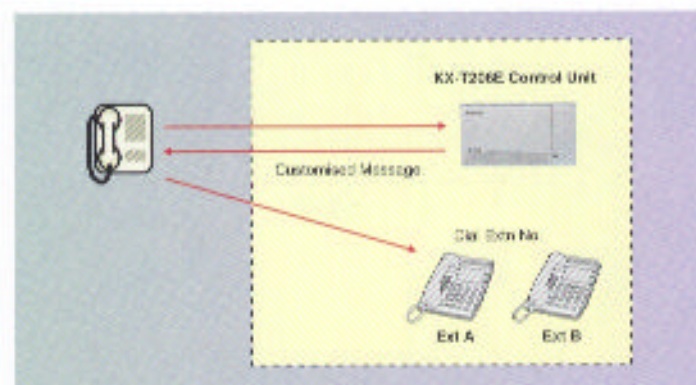 KX-T206E Control Unit
Customised Message
Dial Extn No
Ext A
Ext B